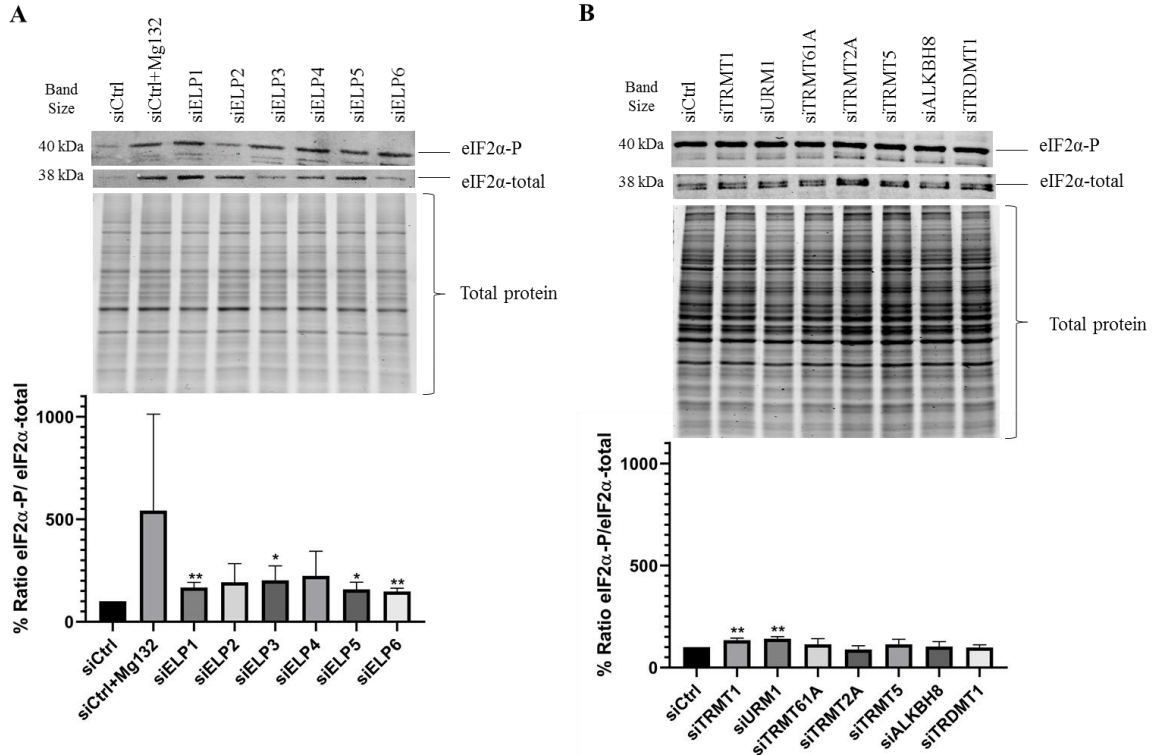 A
Band
Size
siCtrl
siCtrl+Mg132
siELP1
siELP2
siELP3
siELP4
siELP5
siELP6
40 kDa
eIF2α-P
38 kDa
eIF2α-total
Total protein
% Ratio eIF2α-P/ eIF2α-total
1000
500
0
**
*
*
**
siCtrl
siCtrl+Mg132
siELP1
siELP2
siELP3
siELP4
siELP5
siELP6
B
Band
Size
siCtrl
siTRMT1
siURM1
siTRMT61A
siTRMT2A
siTRMT5
siALKBH8
siTRDMT1
40 kDa
eIF2α-P
38 kDa
eIF2α-total
Total protein
% Ratio eIF2α-P/eIF2α-total
1000
500
0
**
**
siCtrl
siTRMT1
siURM1
siTRMT61A
siTRMT2A
siTRMT5
siALKBH8
siTRDMT1